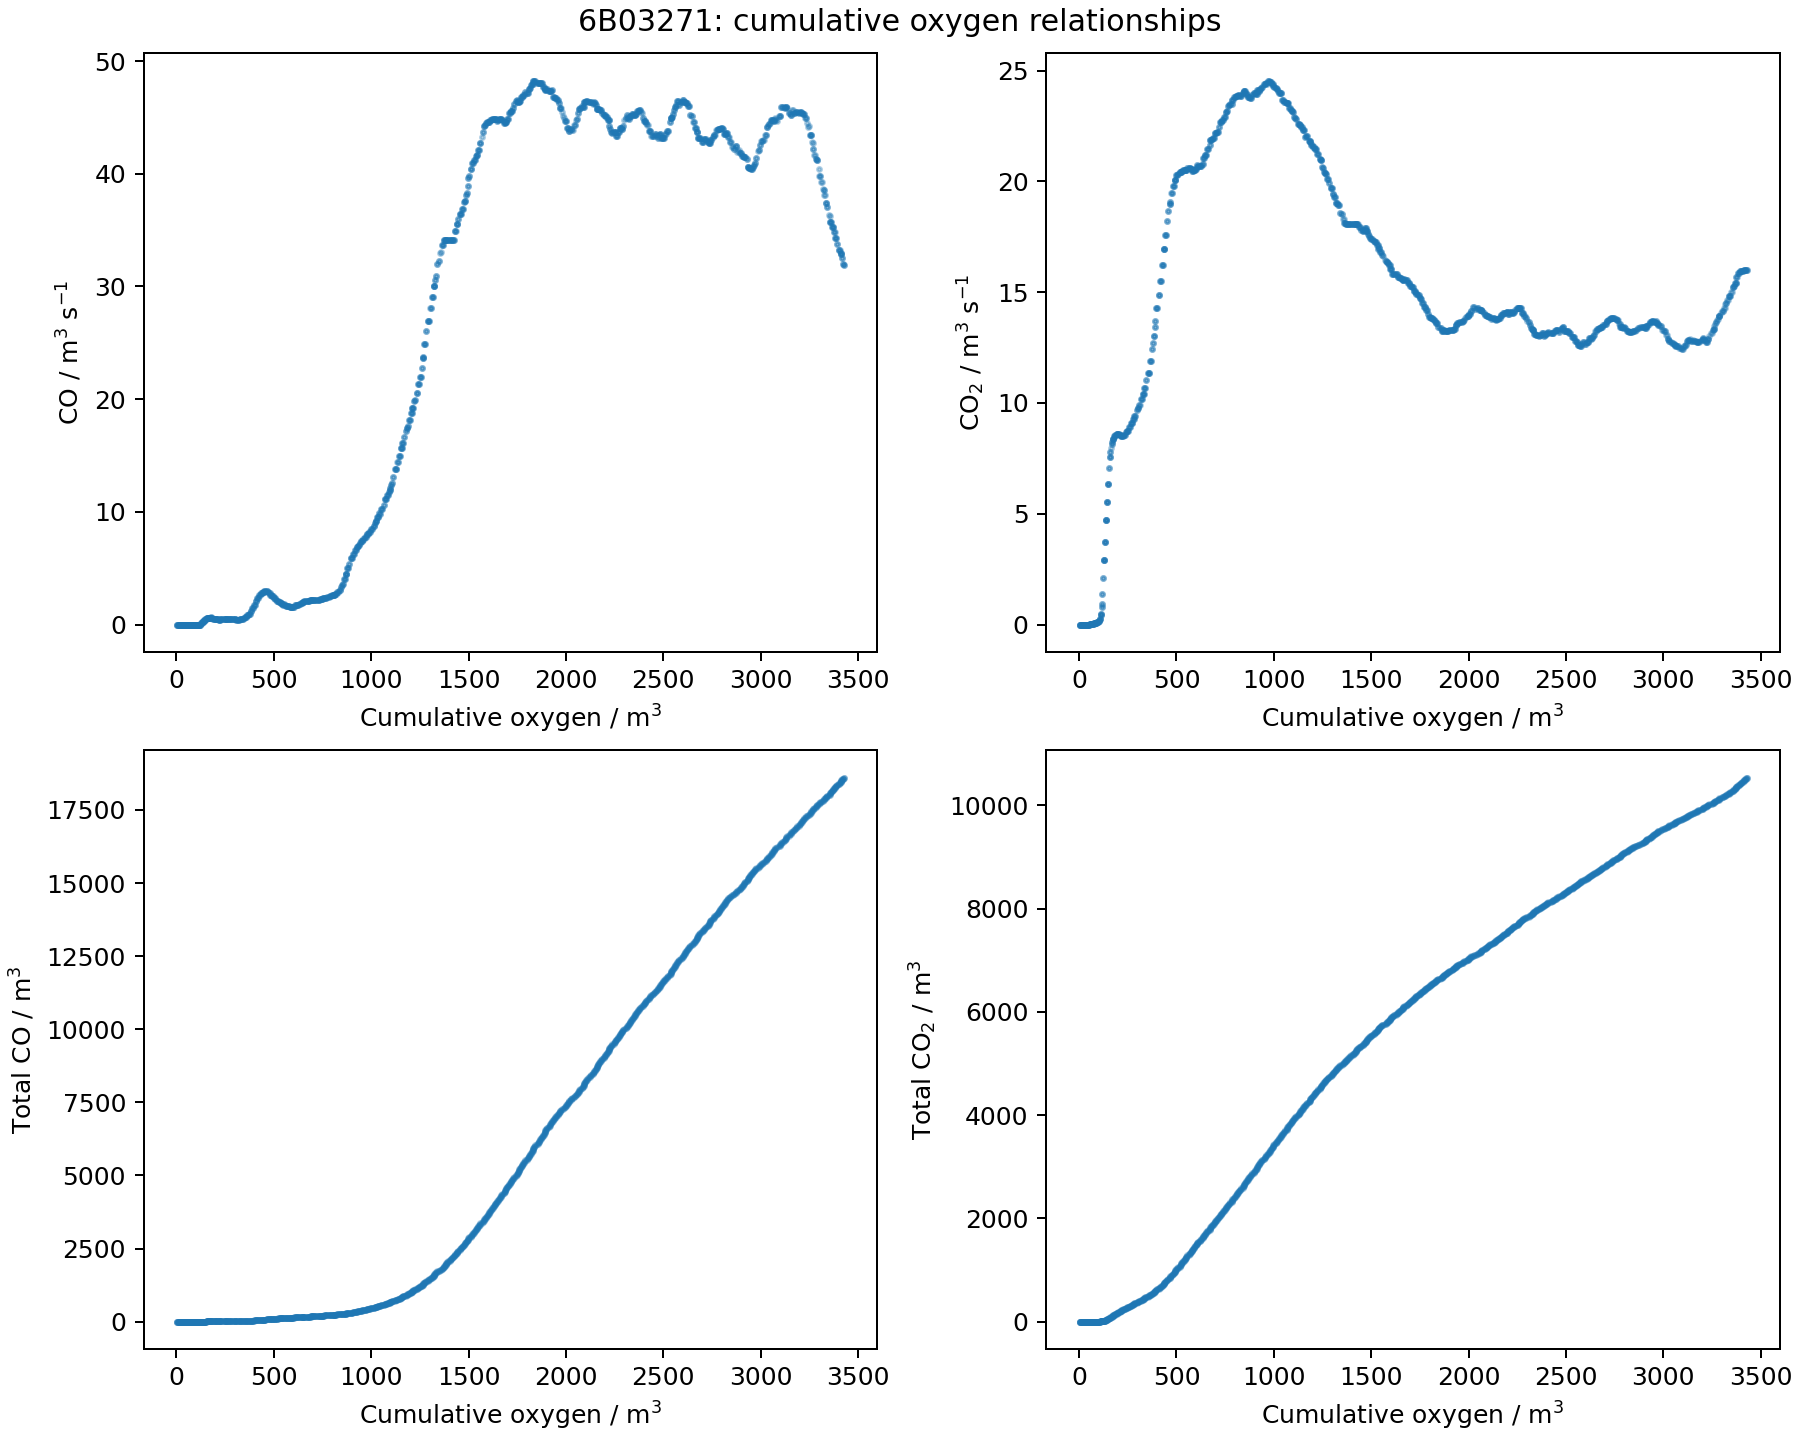 6B03271: cumulative oxygen relationships
50
40
30
20
10
0
CO / m³ s⁻¹
0 500 1000 1500 2000 2500 3000 3500
Cumulative oxygen / m³
25
20
15
10
5
0
CO₂ / m³ s⁻¹
0 500 1000 1500 2000 2500 3000 3500
Cumulative oxygen / m³
17500
15000
12500
10000
7500
5000
2500
0
Total CO / m³
0 500 1000 1500 2000 2500 3000 3500
Cumulative oxygen / m³
10000
8000
6000
4000
2000
0
Total CO₂ / m³
0 500 1000 1500 2000 2500 3000 3500
Cumulative oxygen / m³